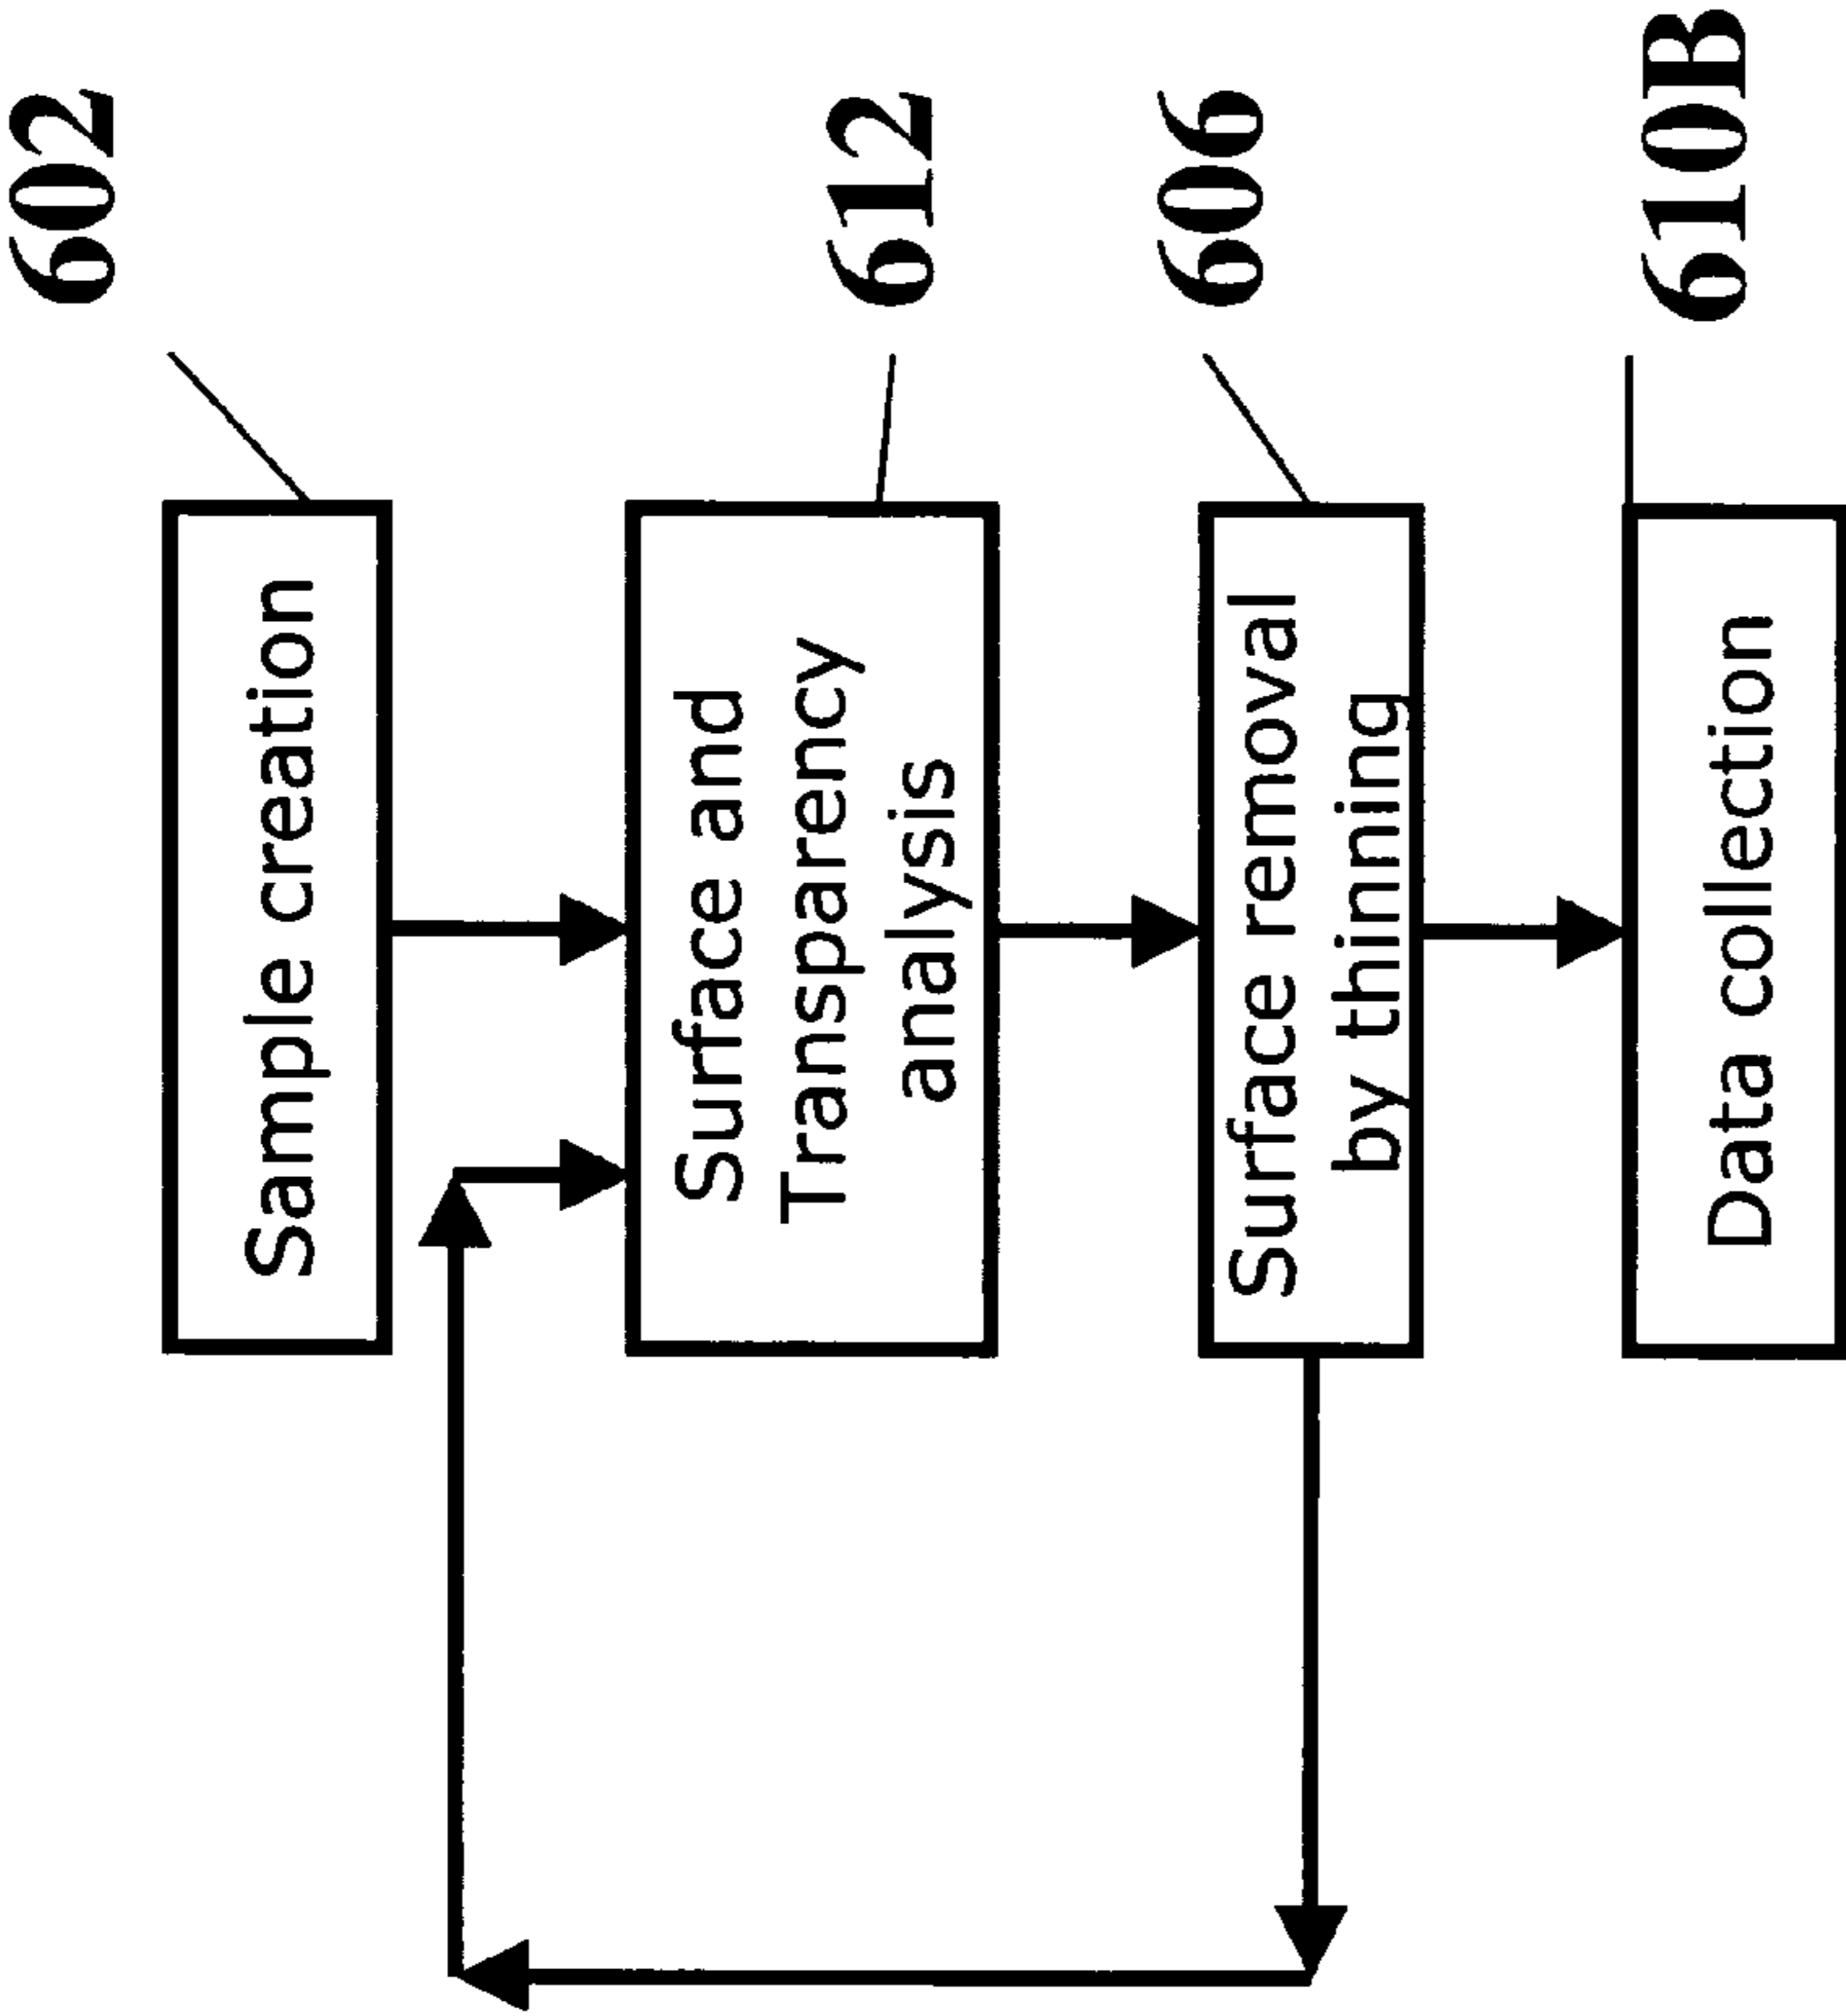 Sample creation
602
Surface and
Transparency
analysis
612
Surface removal
by thinning
606
Data collection
610B